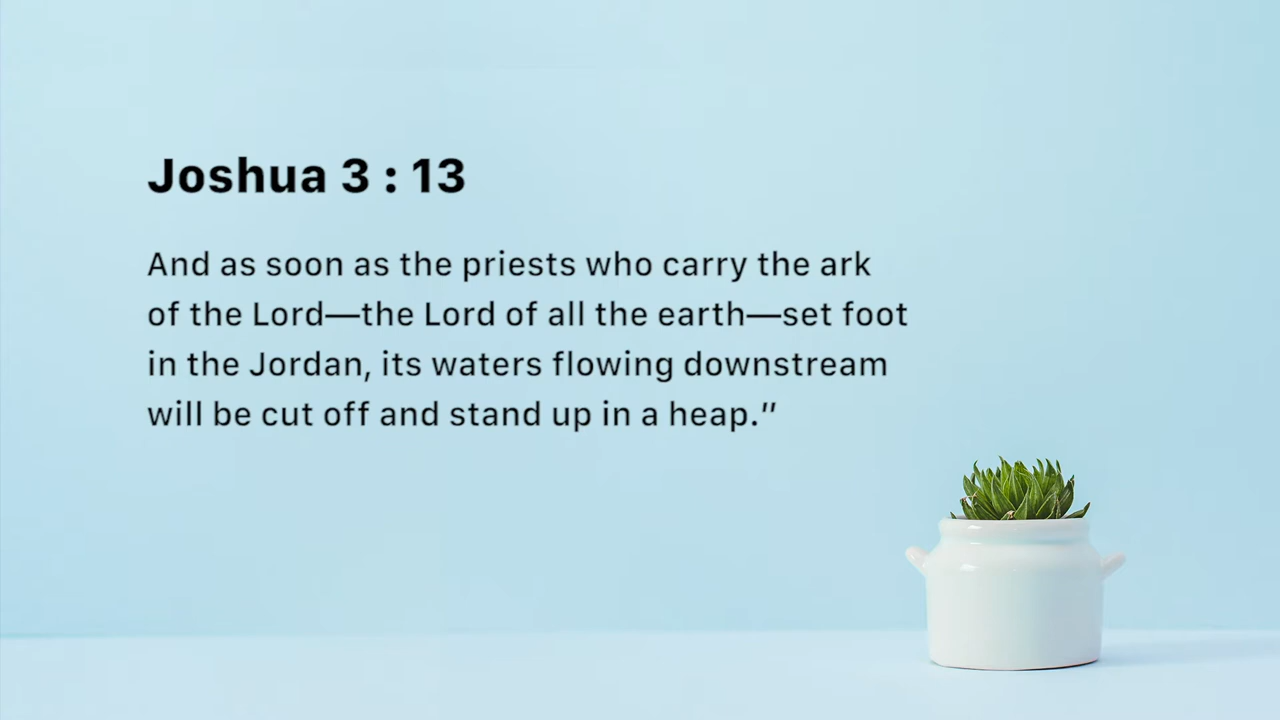 Joshua 3 : 13
And as soon as the priests who carry the ark
of the Lord—the Lord of all the earth—set foot
in the Jordan, its waters flowing downstream
will be cut off and stand up in a heap.”